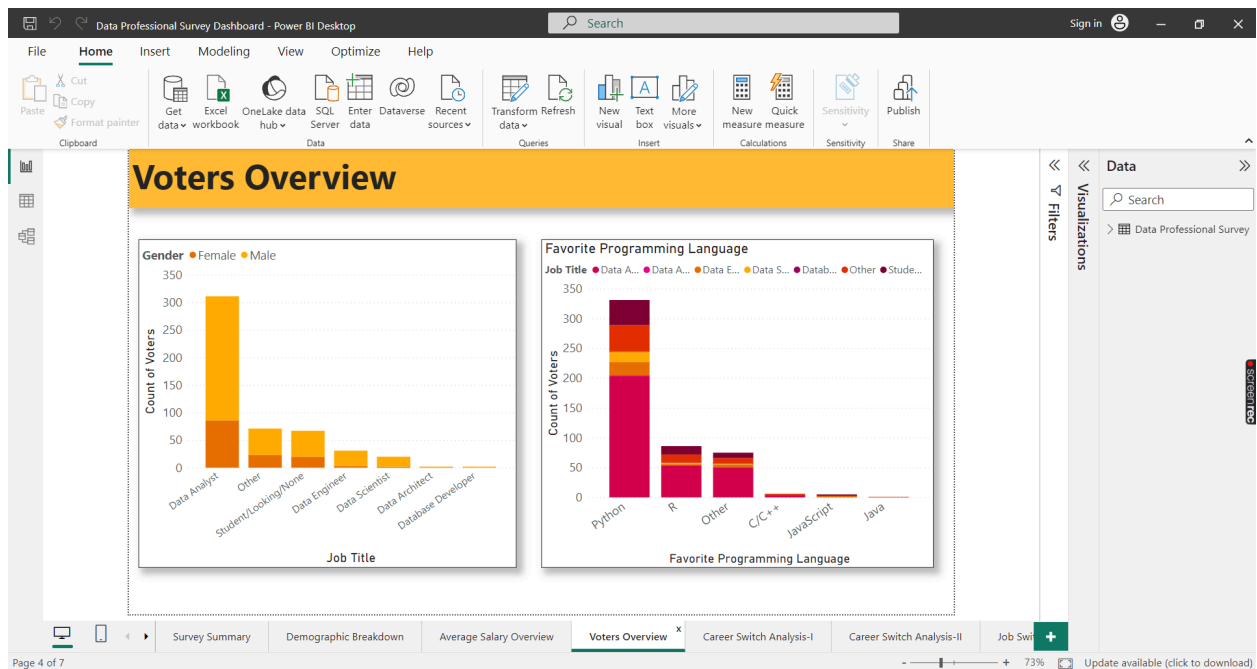 Data Professional Survey Dashboard - Power BI Desktop
Search
Sign in
File Home Insert Modeling View Optimize Help
Paste
Cut
Copy
Format painter
Clipboard
Get data
Excel workbook
OneLake data hub
SQL Server
Enter data
Dataverse
Recent sources
Data
Transform data
Refresh
Queries
New visual
Text box
More visuals
Insert
New measure
Quick measure
Calculations
Sensitivity
Sensitivity
Publish
Share
Voters Overview
Gender Female Male
Count of Voters
350
300
250
200
150
100
50
0
Data Analyst
Other
Student/Looking/None
Data Engineer
Data Scientist
Data Architect
Database Developer
Job Title
Favorite Programming Language
Job Title Data A... Data A... Data E... Data S... Datab... Other Stude...
Count of Voters
350
300
250
200
150
100
50
0
Python
R
Other
C/C++
JavaScript
Java
Favorite Programming Language
Filters
Visualizations
Data
Search
Data Professional Survey
screenrec
Survey Summary
Demographic Breakdown
Average Salary Overview
Voters Overview x
Career Switch Analysis-I
Career Switch Analysis-II
Job Swi
+
Page 4 of 7
- + 73%
Update available (click to download)